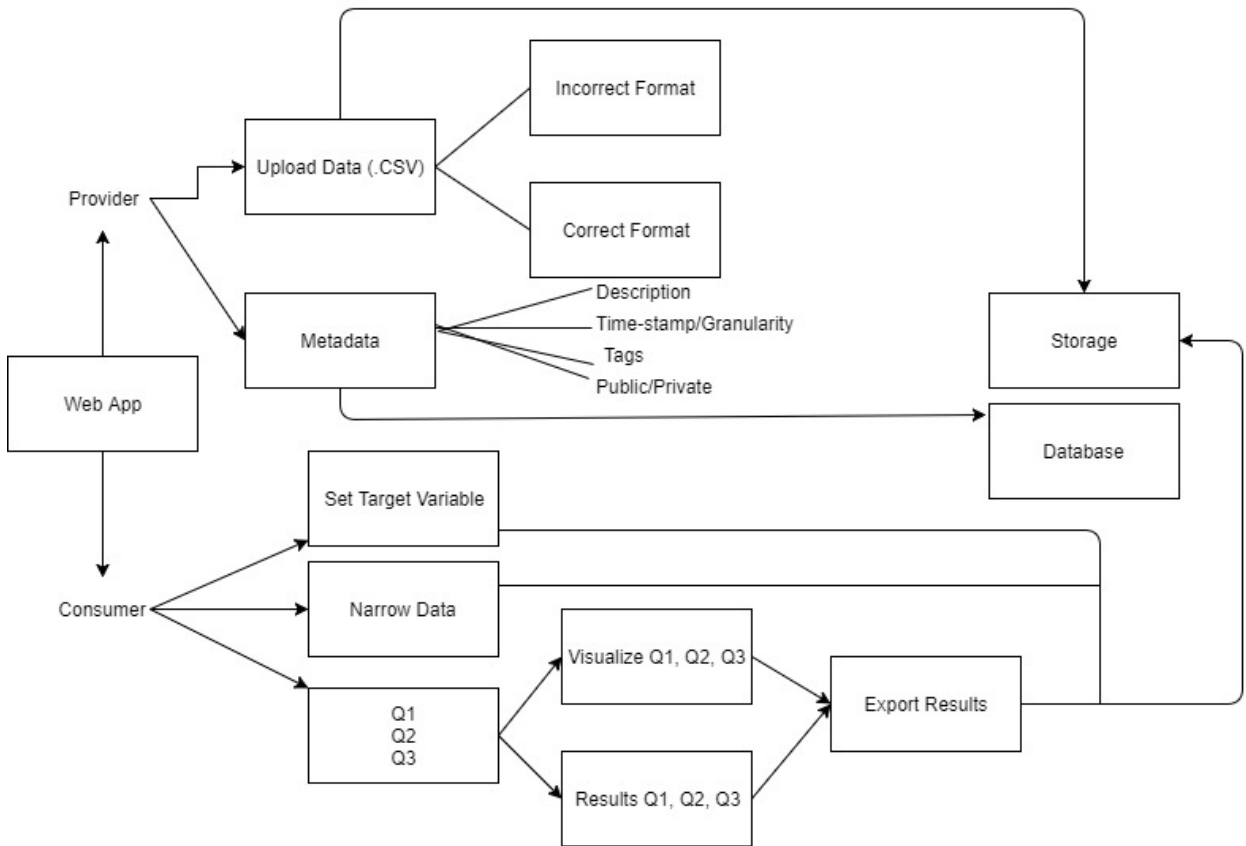 Incorrect Format
Upload Data (.CSV)
Provider
Correct Format
Description
Time-stamp/Granularity
Metadata
Storage
Tags
Public/Private
Web App
Database
Set Target Variable
Consumer
Narrow Data
Visualize Q1, Q2, Q3
Export Results
Q1
Q2
Q3
Results Q1, Q2, Q3